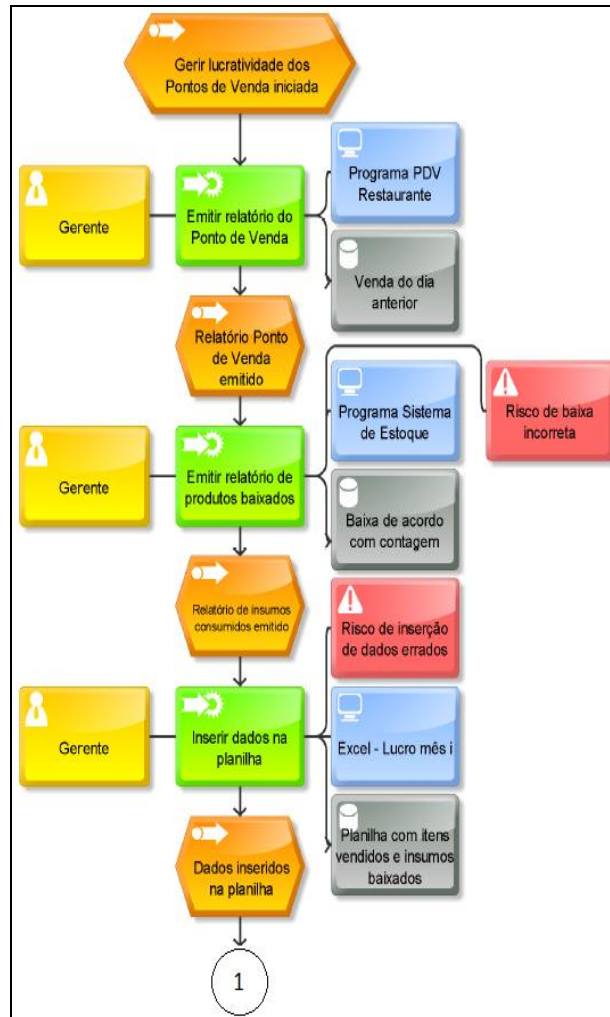 Gerir lucratividade dos
Pontos de Venda iniciada
Programa PDV
Restaurante
Gerente
Emitir relatório do
Ponto de Venda
Venda do dia
anterior
Relatório Ponto
de Venda
emitido
Programa Sistema
de Estoque
Risco de baixa
incorreta
Gerente
Emitir relatório de
produtos baixados
Baixa de acordo
com contagem
Relatório de insumos
consumidos emitido
Risco de inserção
de dados errados
Gerente
Inserir dados na
planilha
Excel - Lucro mês i
Planilha com itens
vendidos e insumos
baixados
Dados inseridos
na planilha
1